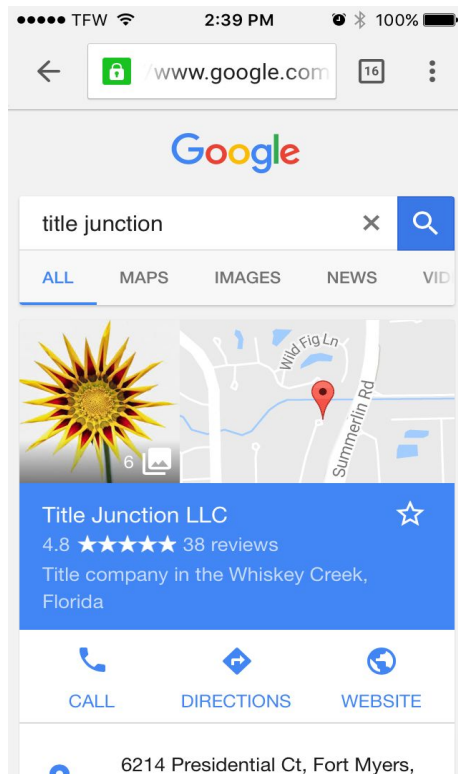 TFW 2:39 PM 100%
/www.google.com 16
Google
title junction
ALL MAPS IMAGES NEWS VID
Wild Fig Ln
Summerlin Rd
6
Title Junction LLC
4.8 ★★★★★ 38 reviews
Title company in the Whiskey Creek,
Florida
CALL DIRECTIONS WEBSITE
6214 Presidential Ct, Fort Myers,